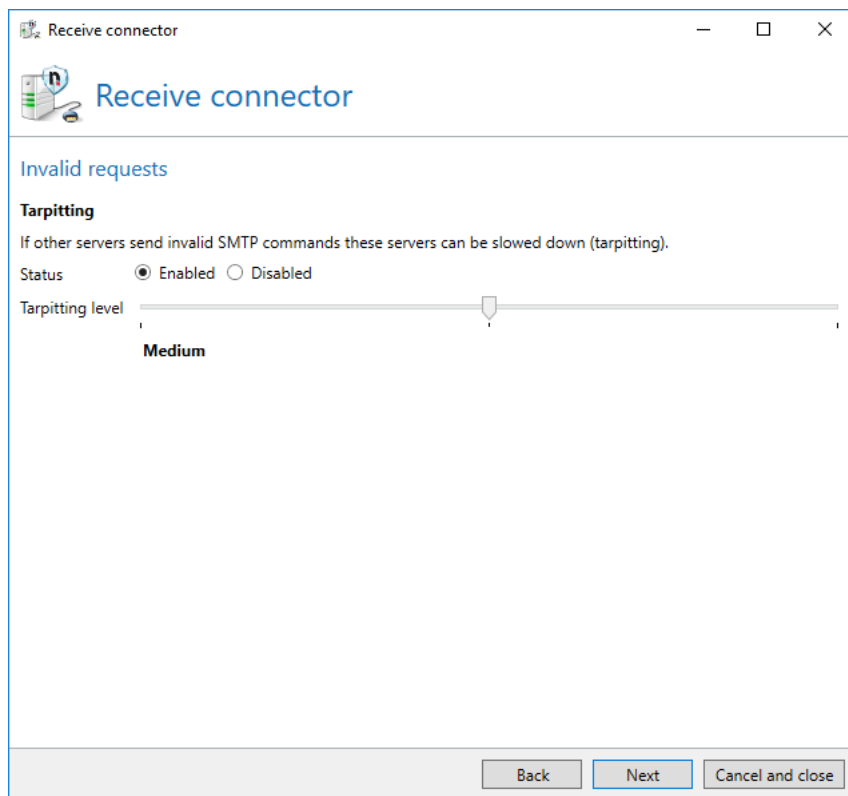 Receive connector
n
Receive connector
Invalid requests
Tarpitting
If other servers send invalid SMTP commands these servers can be slowed down (tarpitting).
Status Enabled Disabled
Tarpitting level
Medium
Back Next Cancel and close